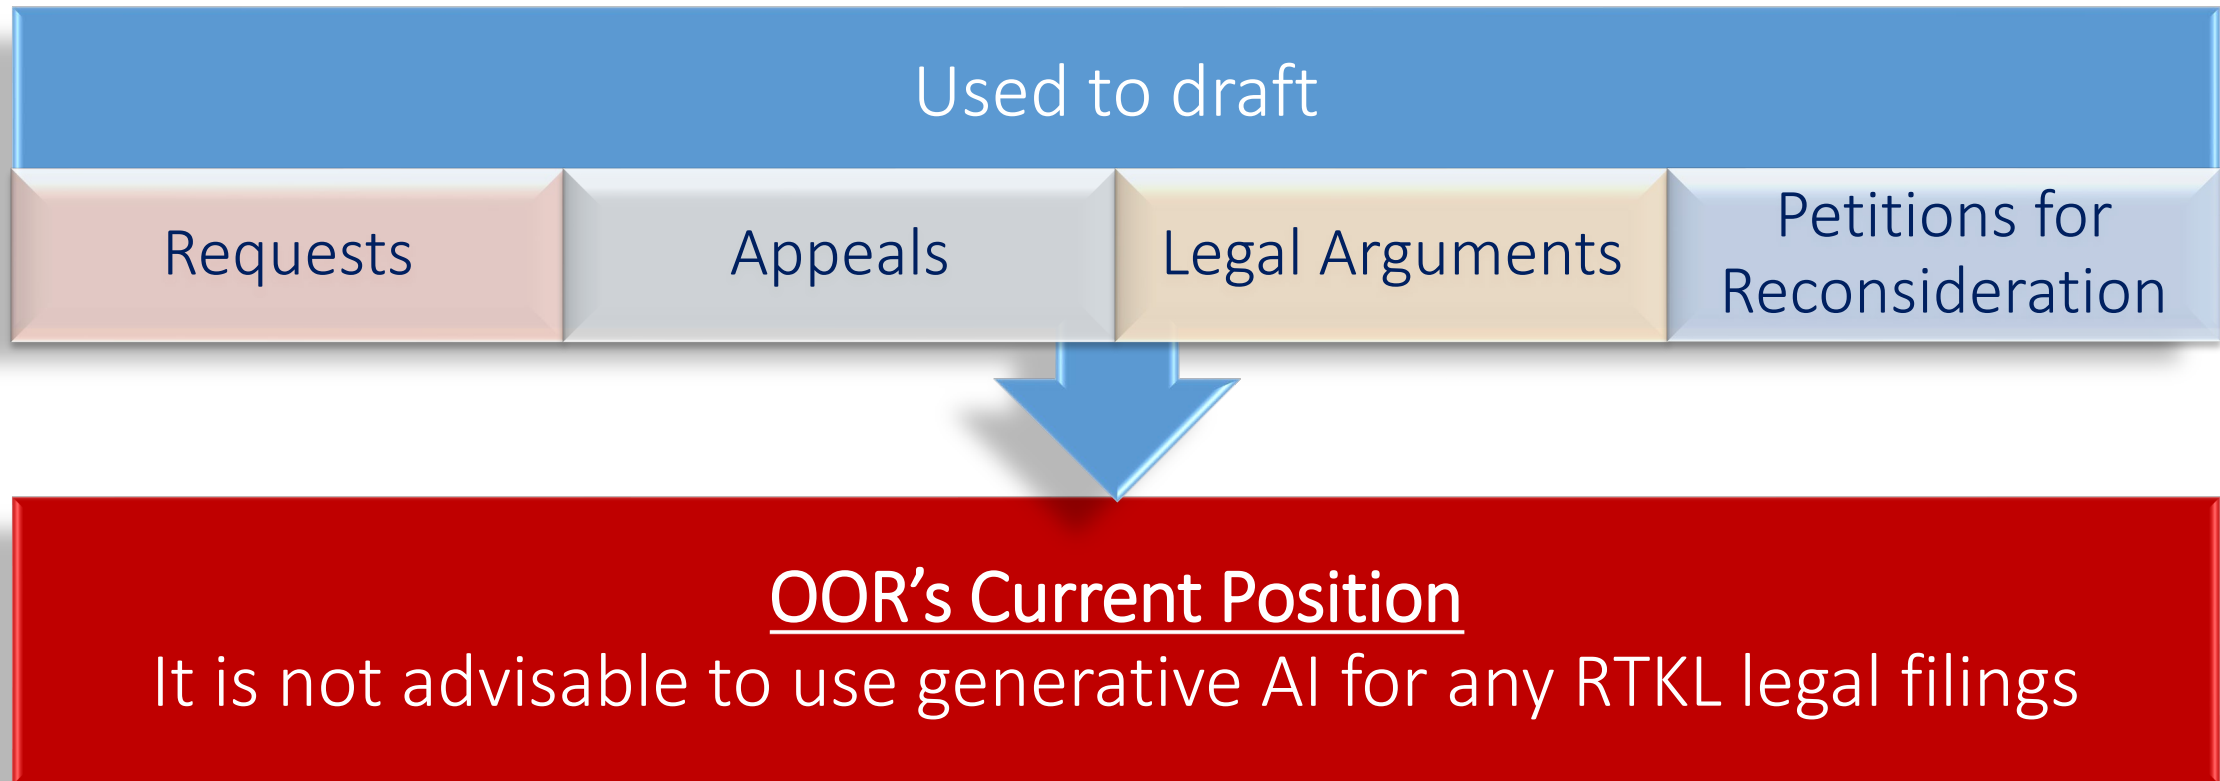 Used to draft
Requests
Appeals
Legal Arguments
Petitions for
Reconsideration
OOR’s Current Position
It is not advisable to use generative AI for any RTKL legal filings